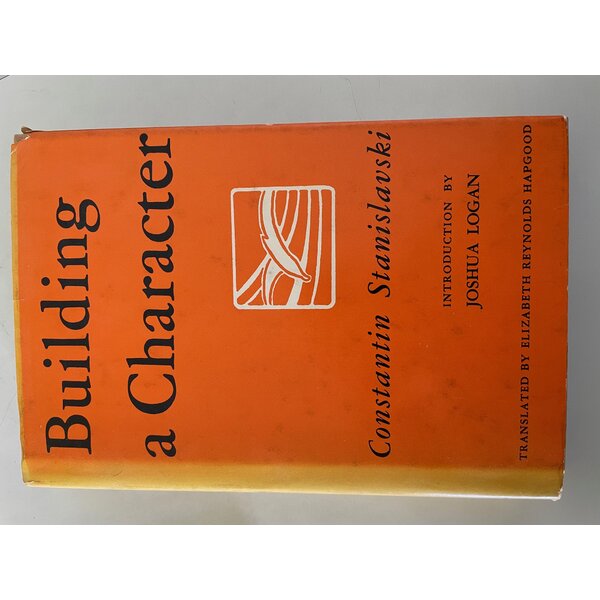 Building
a Character
Constantin Stanislavski
INTRODUCTION BY
JOSHUA LOGAN
TRANSLATED BY ELIZABETH REYNOLDS HAPGOOD